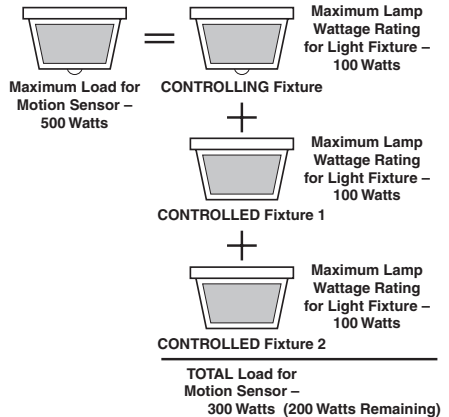 Maximum Load for
Motion Sensor –
500 Watts
Maximum Lamp
Wattage Rating
for Light Fixture –
100 Watts
CONTROLLING Fixture
Maximum Lamp
Wattage Rating
for Light Fixture –
100 Watts
CONTROLLED Fixture 1
Maximum Lamp
Wattage Rating
for Light Fixture –
100 Watts
CONTROLLED Fixture 2
TOTAL Load for
Motion Sensor –
300 Watts (200 Watts Remaining)